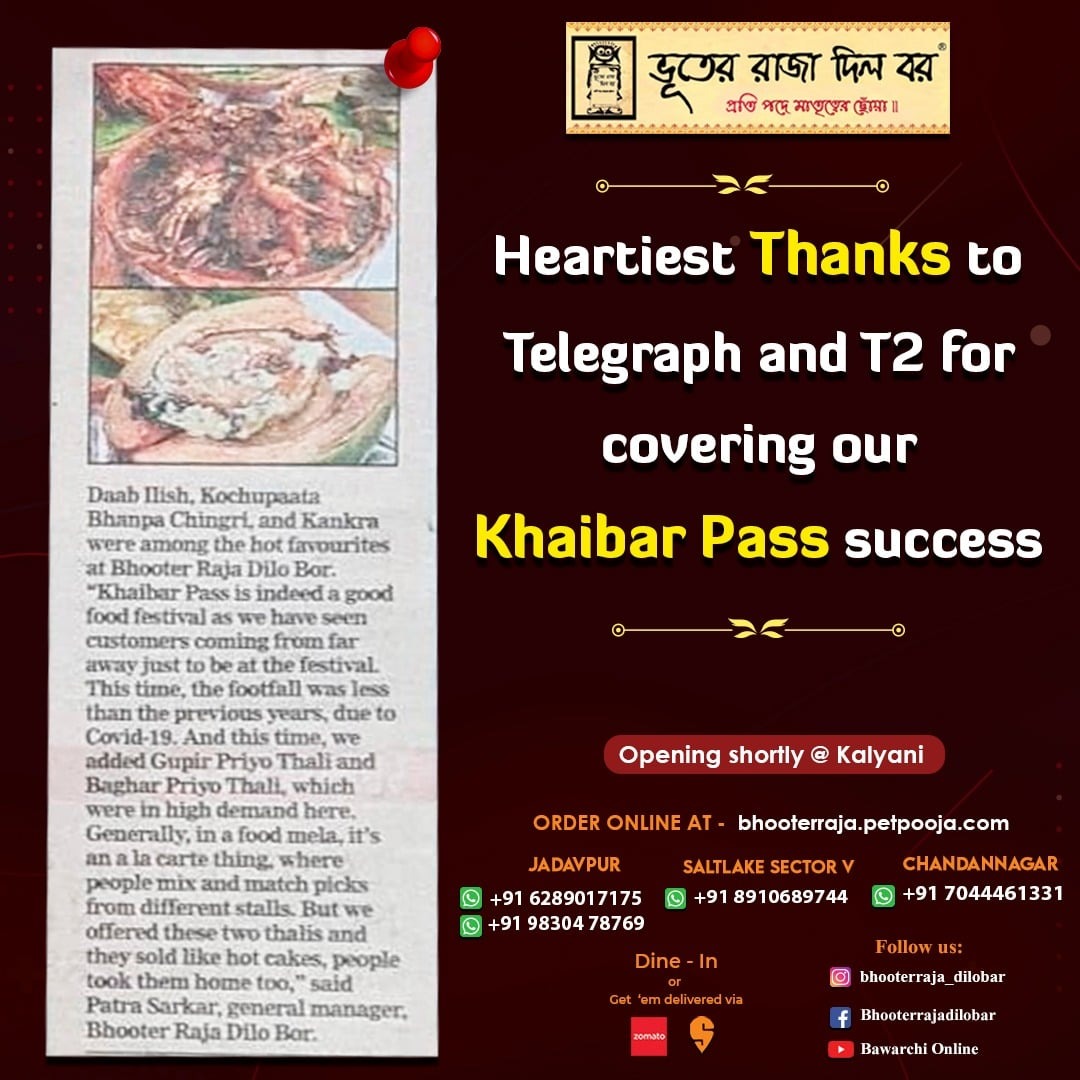 ভূতের রাজা দিল বর®
প্রতি পদে মাতৃত্বের ছোঁয়া ॥
Heartiest Thanks to
Telegraph and T2 for
covering our
Khaibar Pass success
Daab Ilish, Kochupaata
Bhanpa Chingri, and Kankra
were among the hot favourites
at Bhooter Raja Dilo Bor.
“Khaibar Pass is indeed a good
food festival as we have seen
customers coming from far
away just to be at the festival.
This time, the footfall was less
than the previous years, due to
Covid-19. And this time, we
added Gupir Priyo Thali and
Baghar Priyo Thali, which
were in high demand here.
Generally, in a food mela, it’s
an a la carte thing, where
people mix and match picks
from different stalls. But we
offered these two thalis and
they sold like hot cakes, people
took them home too,” said
Patra Sarkar, general manager,
Bhooter Raja Dilo Bor.
Opening shortly @ Kalyani
ORDER ONLINE AT - bhooterraja.petpooja.com
JADAVPUR
+91 6289017175
+91 98304 78769
SALTLAKE SECTOR V
+91 8910689744
CHANDANNAGAR
+91 7044461331
Dine - In
or
Get ‘em delivered via
zomato
Follow us:
bhooterraja_dilobar
Bhooterrajadilobar
Bawarchi Online